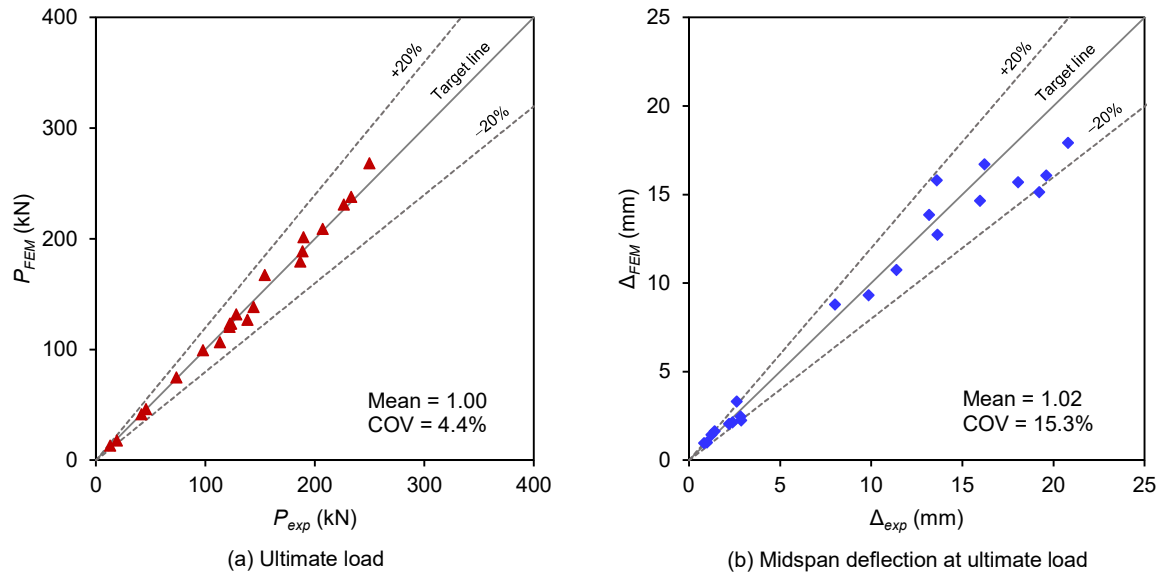 400
300
200
100
0
P_FEM (kN)
+20%
Target line
−20%
Mean = 1.00
COV = 4.4%
0 100 200 300 400
P_exp (kN)
(a) Ultimate load
25
20
15
10
5
0
Δ_FEM (mm)
+20%
Target line
−20%
Mean = 1.02
COV = 15.3%
0 5 10 15 20 25
Δ_exp (mm)
(b) Midspan deflection at ultimate load